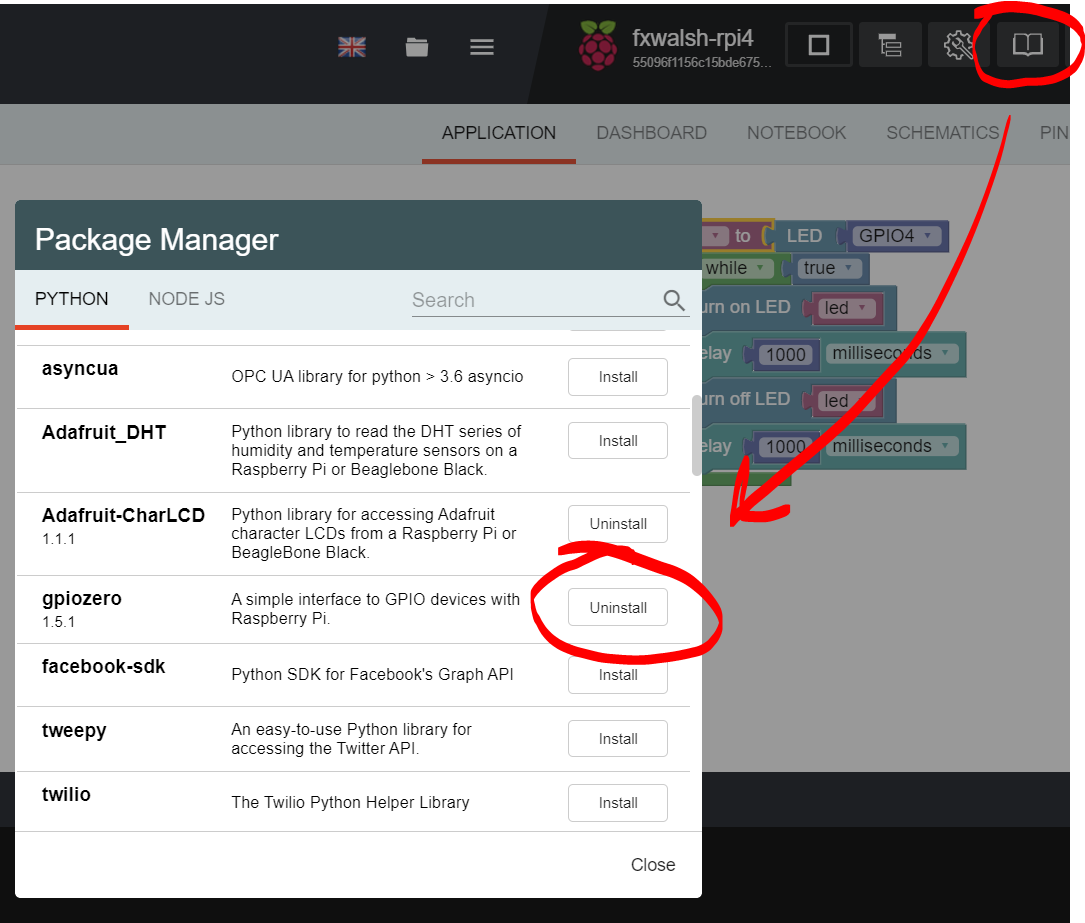 fxwalsh-rpi4
55096f1156c15bde675...
APPLICATION DASHBOARD NOTEBOOK SCHEMATICS PIN
Package Manager
PYTHON NODE JS Search
asyncua
OPC UA library for python > 3.6 asyncio
Install
Adafruit_DHT
Python library to read the DHT series of
humidity and temperature sensors on a
Raspberry Pi or Beaglebone Black.
Install
Adafruit-CharLCD
1.1.1
Python library for accessing Adafruit
character LCDs from a Raspberry Pi or
BeagleBone Black.
Uninstall
gpiozero
1.5.1
A simple interface to GPIO devices with
Raspberry Pi.
Uninstall
facebook-sdk
Python SDK for Facebook's Graph API
Install
tweepy
An easy-to-use Python library for
accessing the Twitter API.
Install
twilio
The Twilio Python Helper Library
Install
Close
to LED GPIO4
while true
urn on LED led
elay 1000 milliseconds
urn off LED led
elay 1000 milliseconds